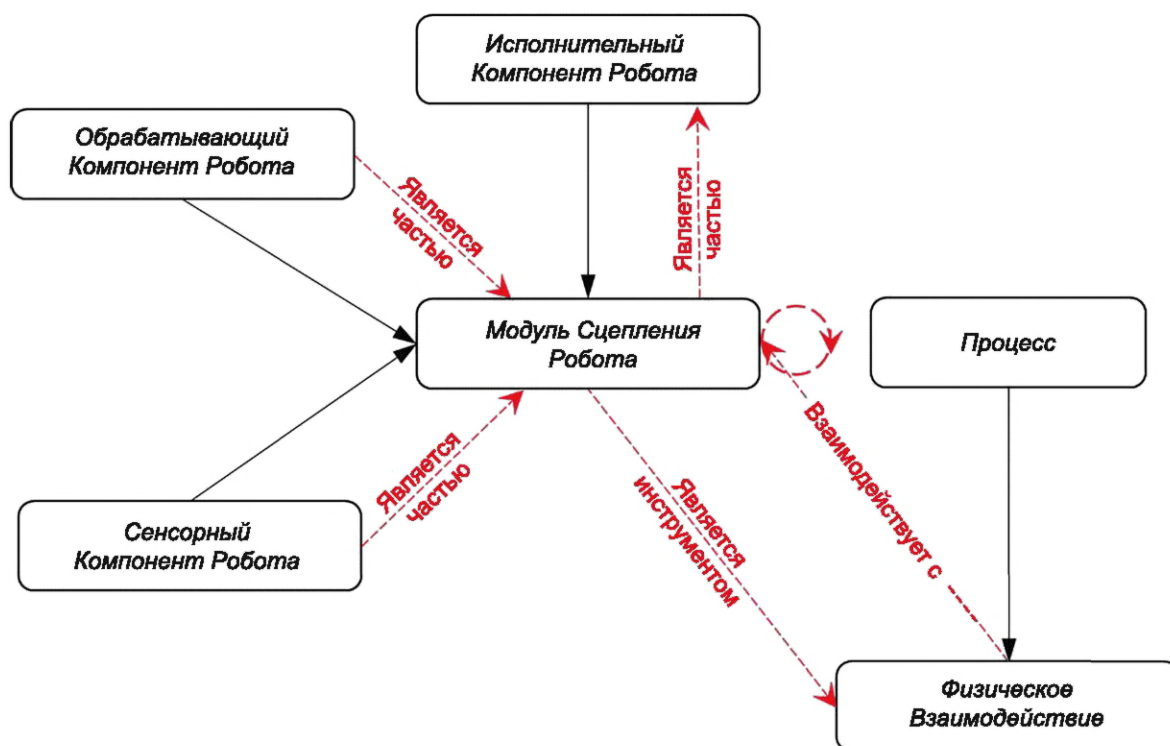 Исполнительный
Компонент Робота
Обрабатывающий
Компонент Робота
Является
частью
Является
частью
Модуль Сцепления
Робота
Процесс
Является
частью
Взаимодействует с
Является
инструментом
Сенсорный
Компонент Робота
Физическое
Взаимодействие